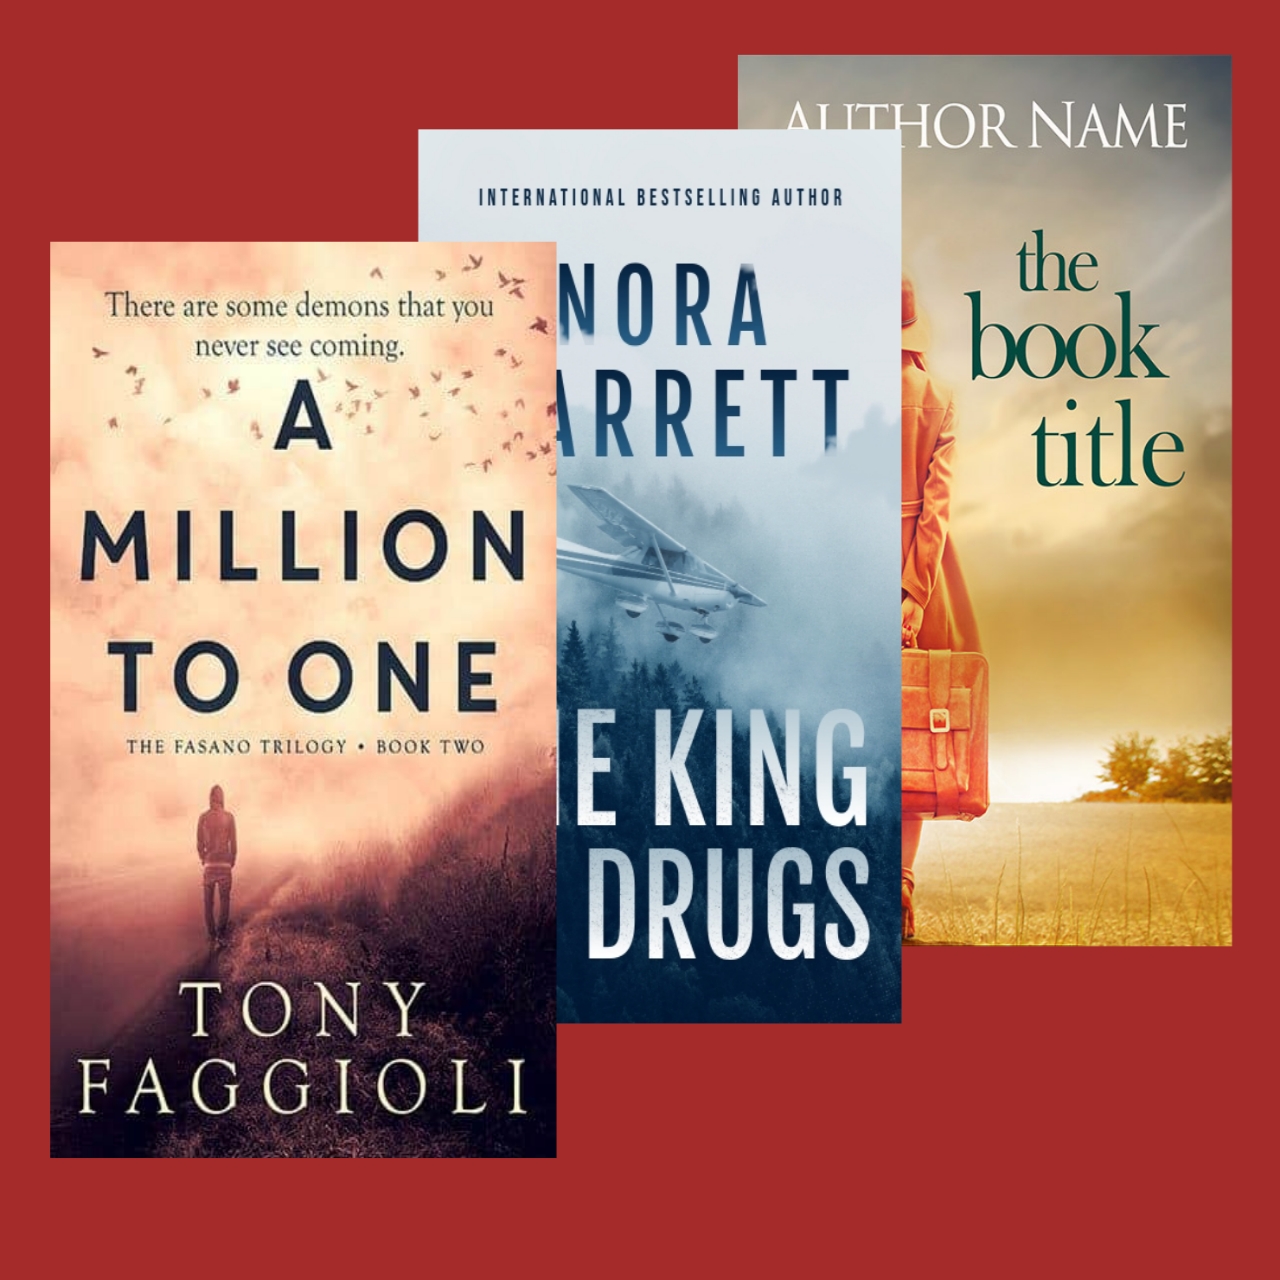 There are some demons that you
never see coming.
A
MILLION
TO ONE
THE FASANO TRILOGY • BOOK TWO
TONY
FAGGIOLI
INTERNATIONAL BESTSELLING AUTHOR
NORA
ARRETT
E KING
DRUGS
AUTHOR NAME
the
book
title